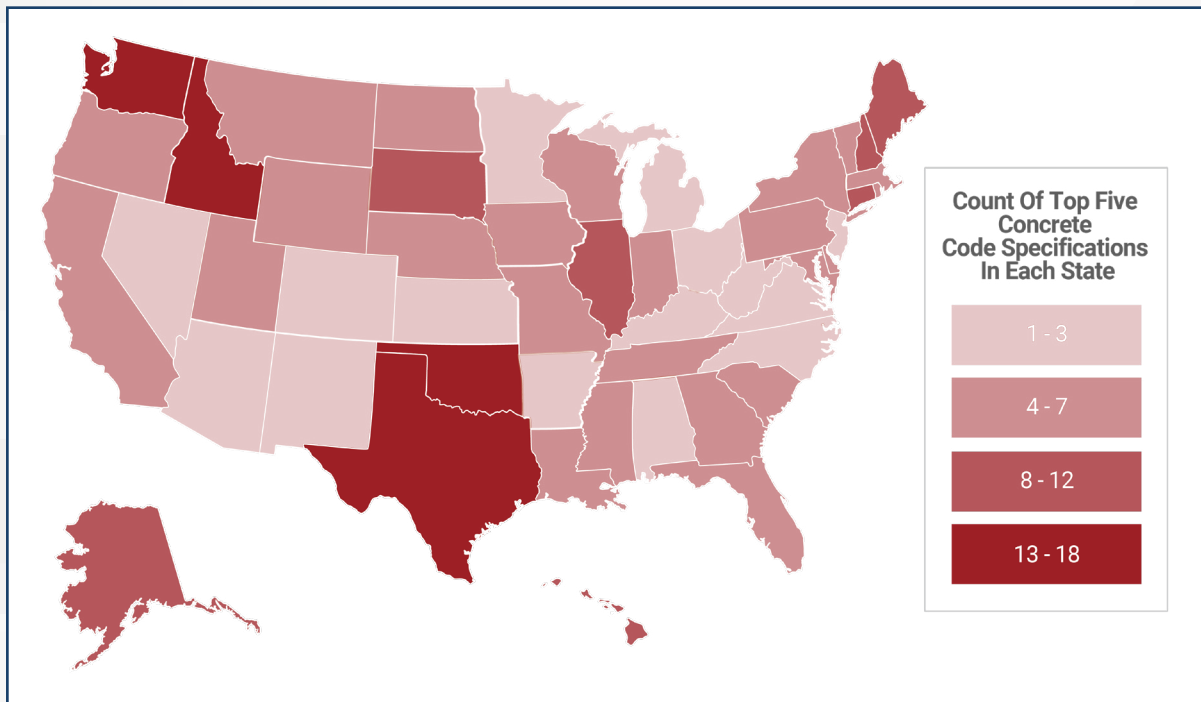 Count Of Top Five
Concrete
Code Specifications
In Each State
1 - 3
4 - 7
8 - 12
13 - 18